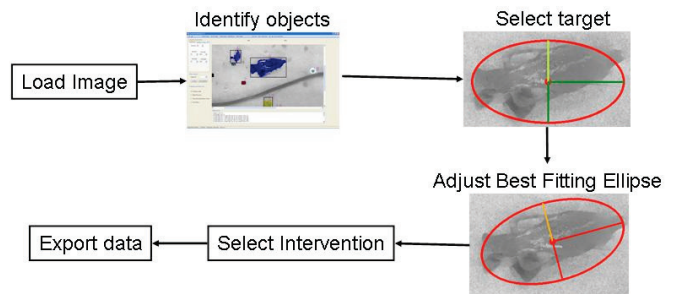 Identify objects
Select target
Load Image
Adjust Best Fitting Ellipse
Select Intervention
Export data